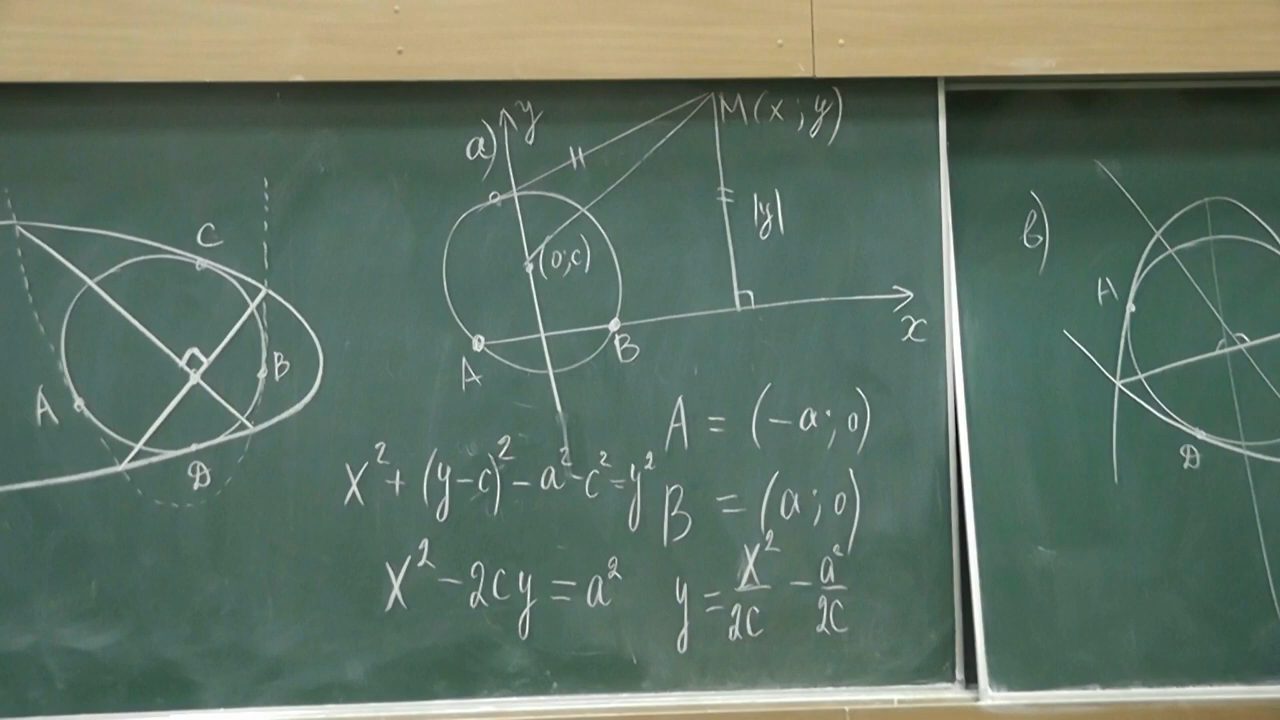 C
B
A
D
a)
y
M(x;y)
|y|
(0;c)
x
A
B
A = (-a;0)
x² + (y-c)² - a² - c² = y²
B = (a;0)
x² - 2cy = a²
y = x²/2c - a²/2c
в)
A
D